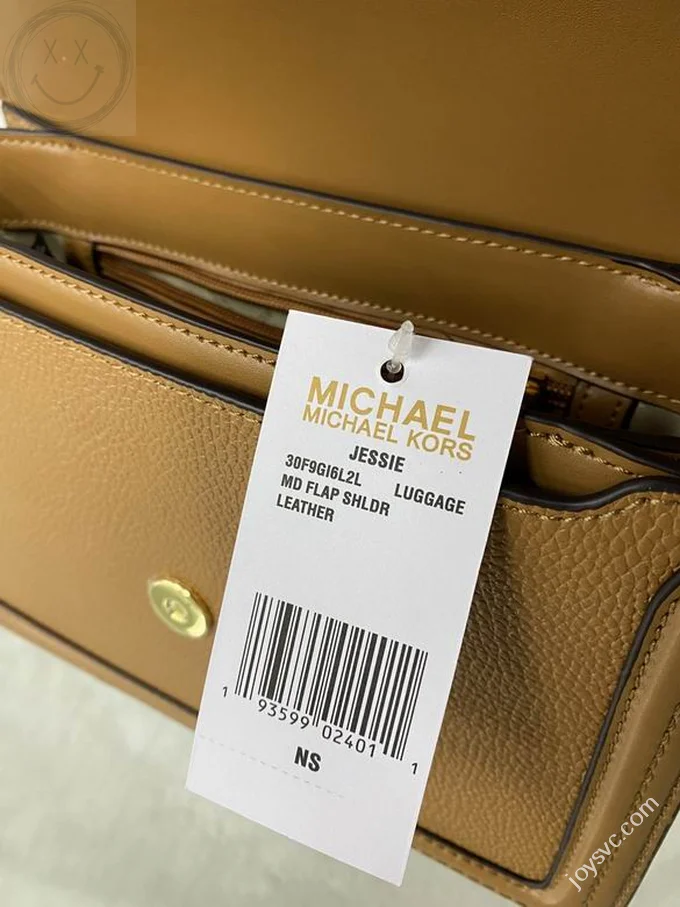 X X
MICHAEL
MICHAEL KORS
JESSIE
30F9GI6L2L LUGGAGE
MD FLAP SHLDR
LEATHER
1 93599 02401 1
NS
joysvc.com